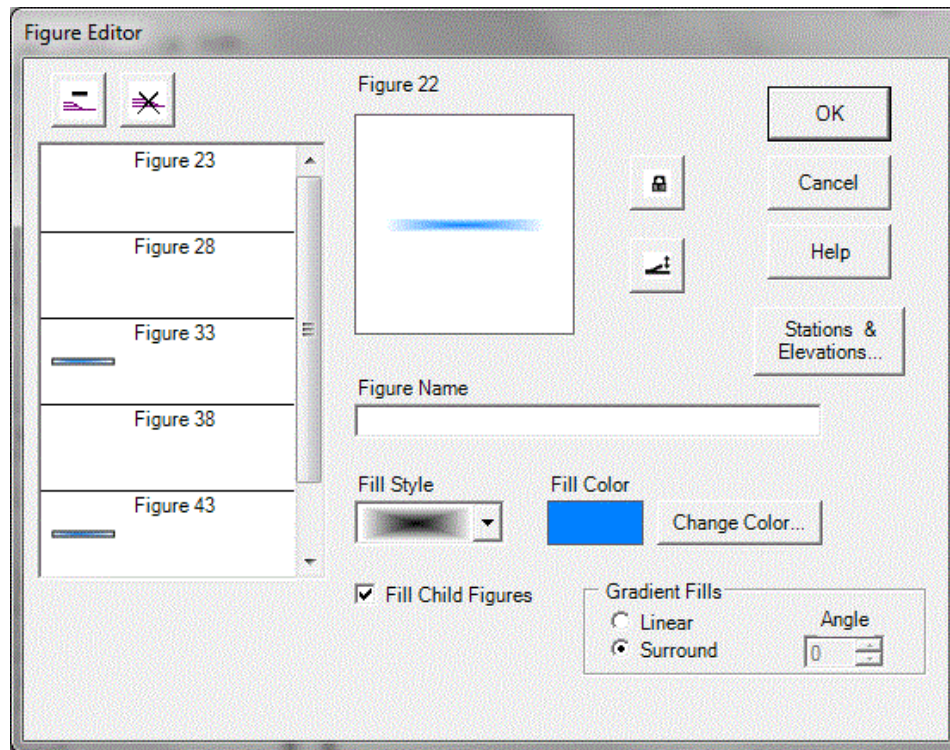 Figure Editor
Figure 22
OK
Figure 23
Cancel
Figure 28
Help
Figure 33
Stations & 
Elevations...
Figure Name
Figure 38
Fill Style
Fill Color
Figure 43
Change Color...
Fill Child Figures
Gradient Fills
Linear
Angle
Surround
0